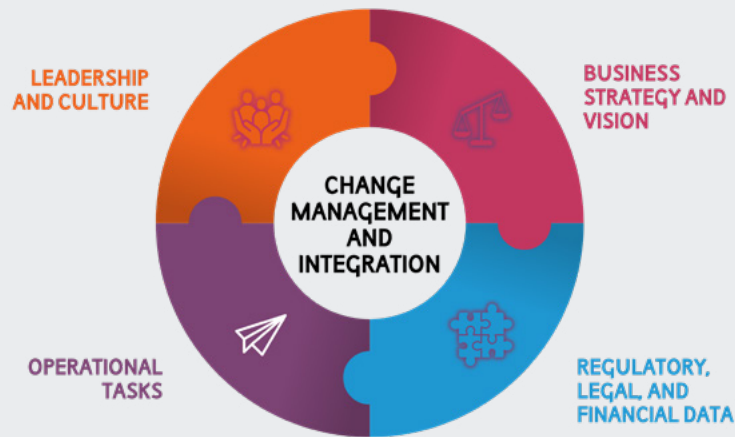 LEADERSHIP
AND CULTURE
BUSINESS
STRATEGY AND
VISION
CHANGE
MANAGEMENT
AND
INTEGRATION
OPERATIONAL
TASKS
REGULATORY,
LEGAL, AND
FINANCIAL DATA